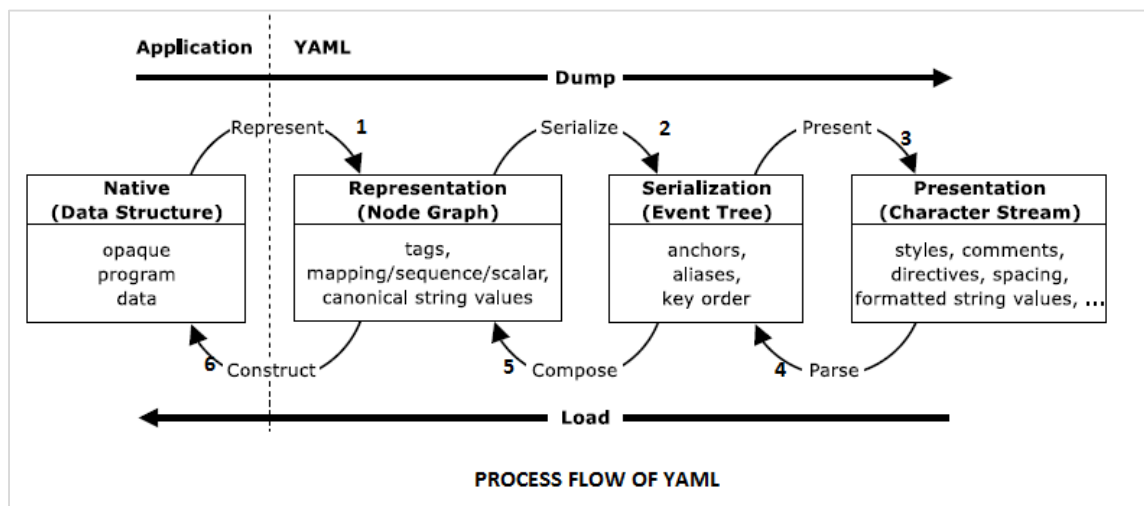 Application YAML
Dump
Represent 1 Serialize 2 Present 3
Native
(Data Structure)
opaque
program
data
Representation
(Node Graph)
tags,
mapping/sequence/scalar,
canonical string values
Serialization
(Event Tree)
anchors,
aliases,
key order
Presentation
(Character Stream)
styles, comments,
directives, spacing,
formatted string values, ...
6 Construct 5 Compose 4 Parse
Load
PROCESS FLOW OF YAML